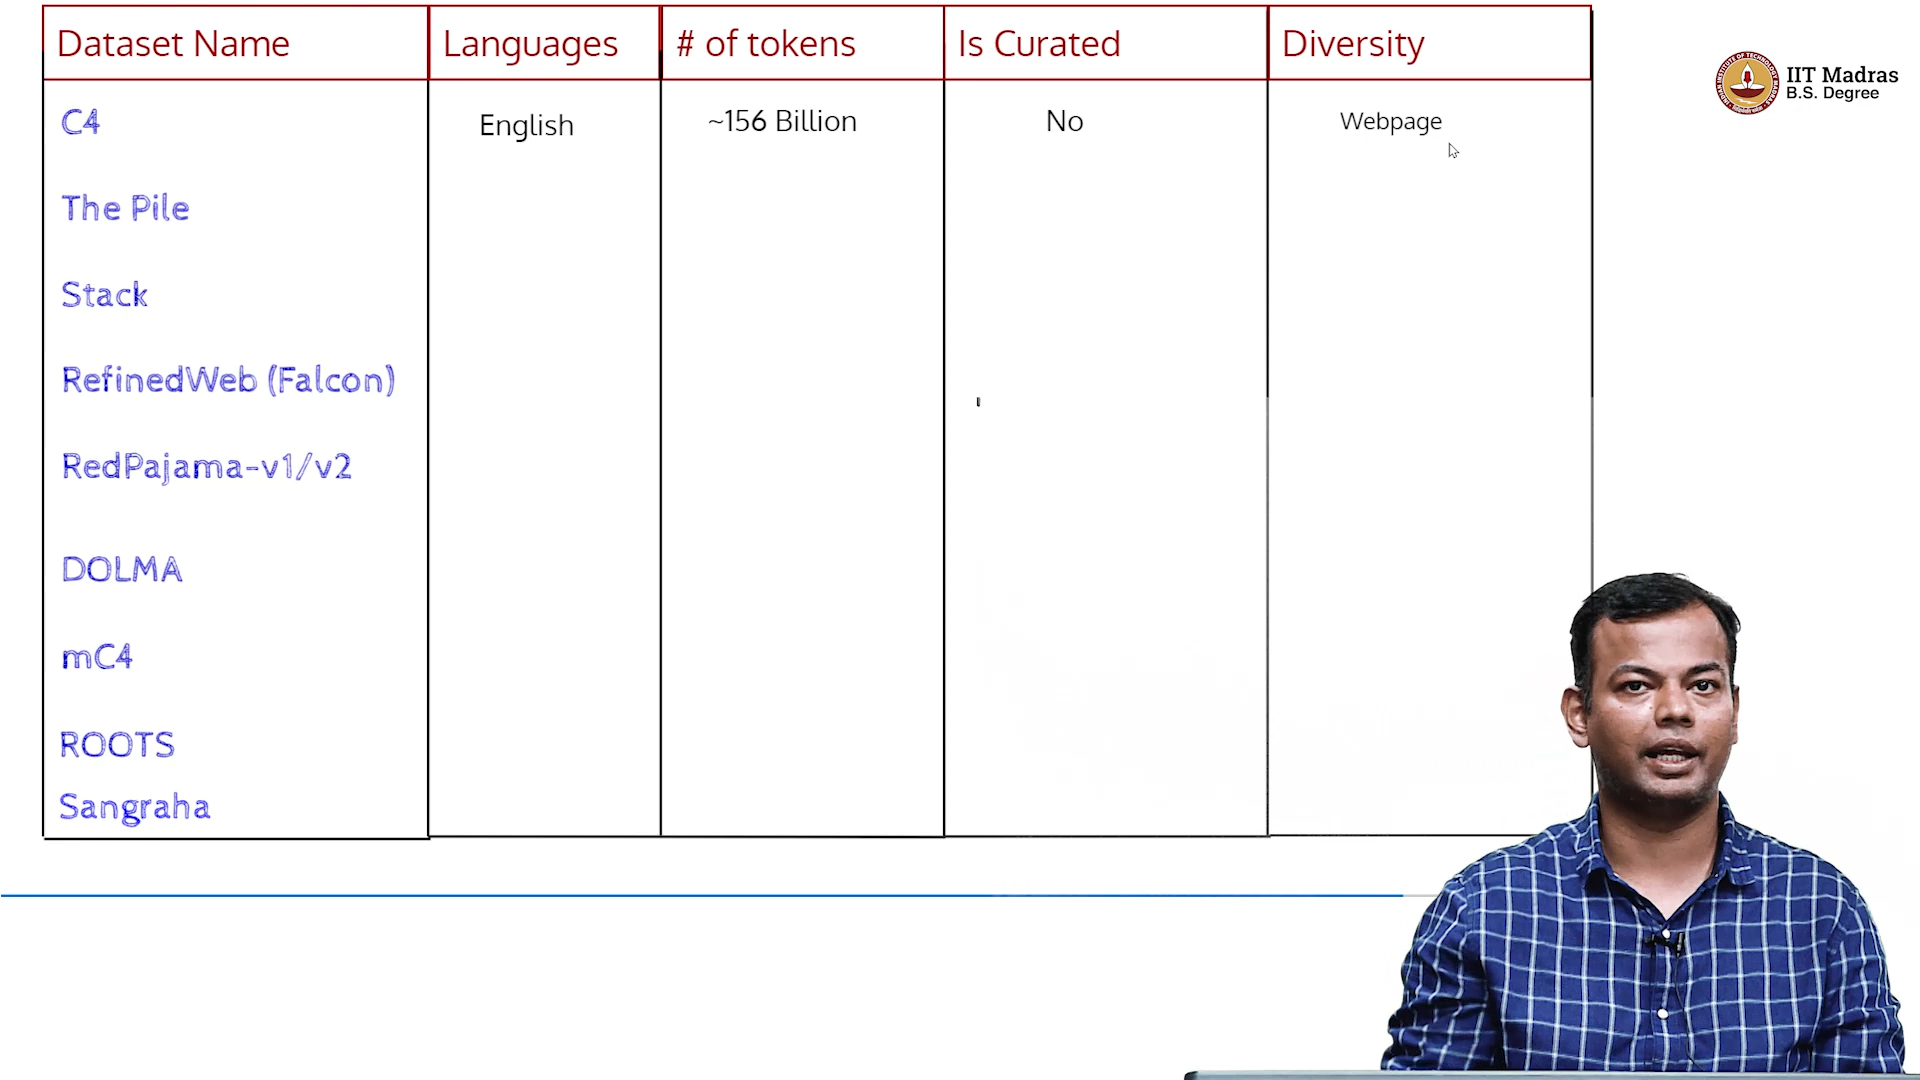 Dataset Name Languages # of tokens Is Curated Diversity
C4 English ~156 Billion No Webpage
The Pile
Stack
RefinedWeb (Falcon)
RedPajama-v1/v2
DOLMA
mC4
ROOTS
Sangraha
IIT Madras
B.S. Degree